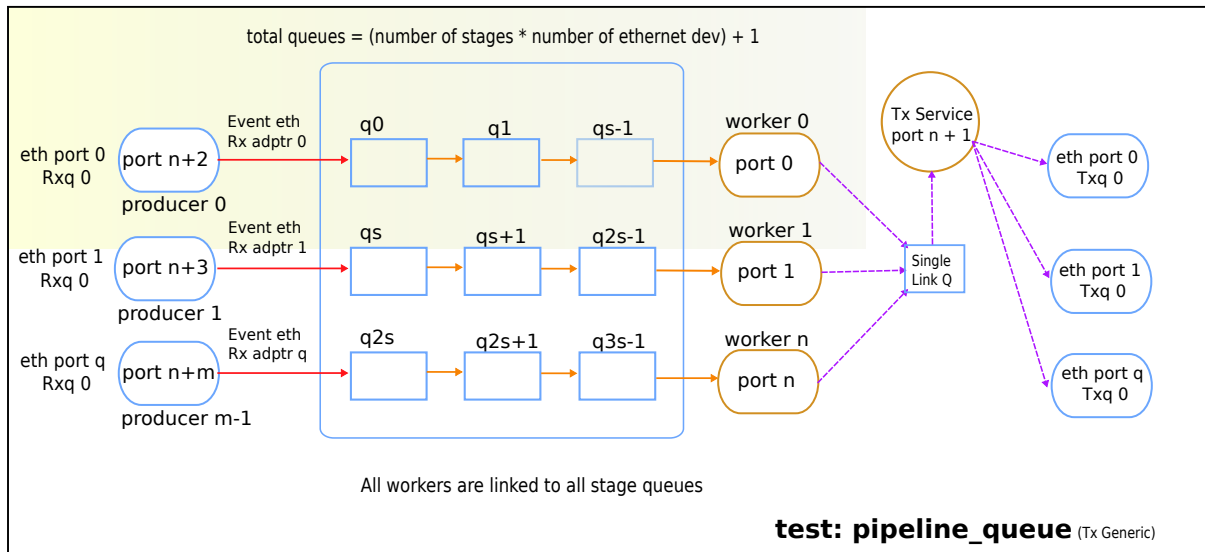 total queues = (number of stages * number of ethernet dev) + 1
eth port 0
Rxq 0
port n+2
producer 0
Event eth
Rx adptr 0
q0
q1
qs-1
worker 0
port 0
Tx Service
port n + 1
eth port 0
Txq 0
eth port 1
Rxq 0
port n+3
producer 1
Event eth
Rx adptr 1
qs
qs+1
q2s-1
worker 1
port 1
Single
Link Q
eth port 1
Txq 0
eth port q
Rxq 0
port n+m
producer m-1
Event eth
Rx adptr q
q2s
q2s+1
q3s-1
worker n
port n
eth port q
Txq 0
All workers are linked to all stage queues
test: pipeline_queue (Tx Generic)